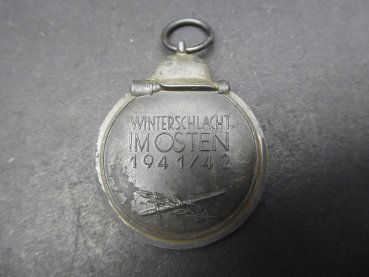 WINTERSCHLACHT
IM OSTEN
1941/42